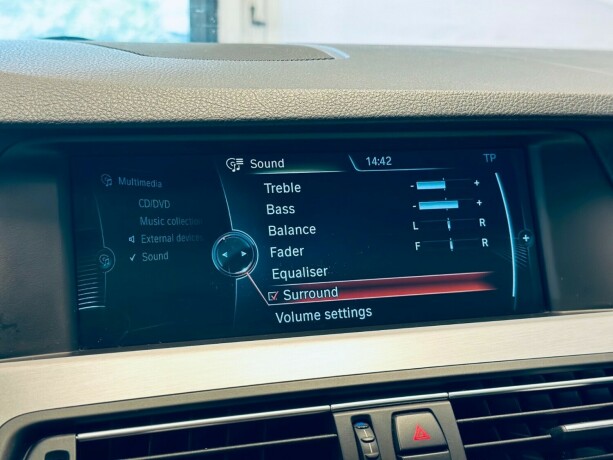 Sound 14:42 TP
Treble - +
Bass - +
Balance L R
Fader F R
Equaliser
Surround
Volume settings
Multimedia
CD/DVD
Music collection
External devices
Sound
+